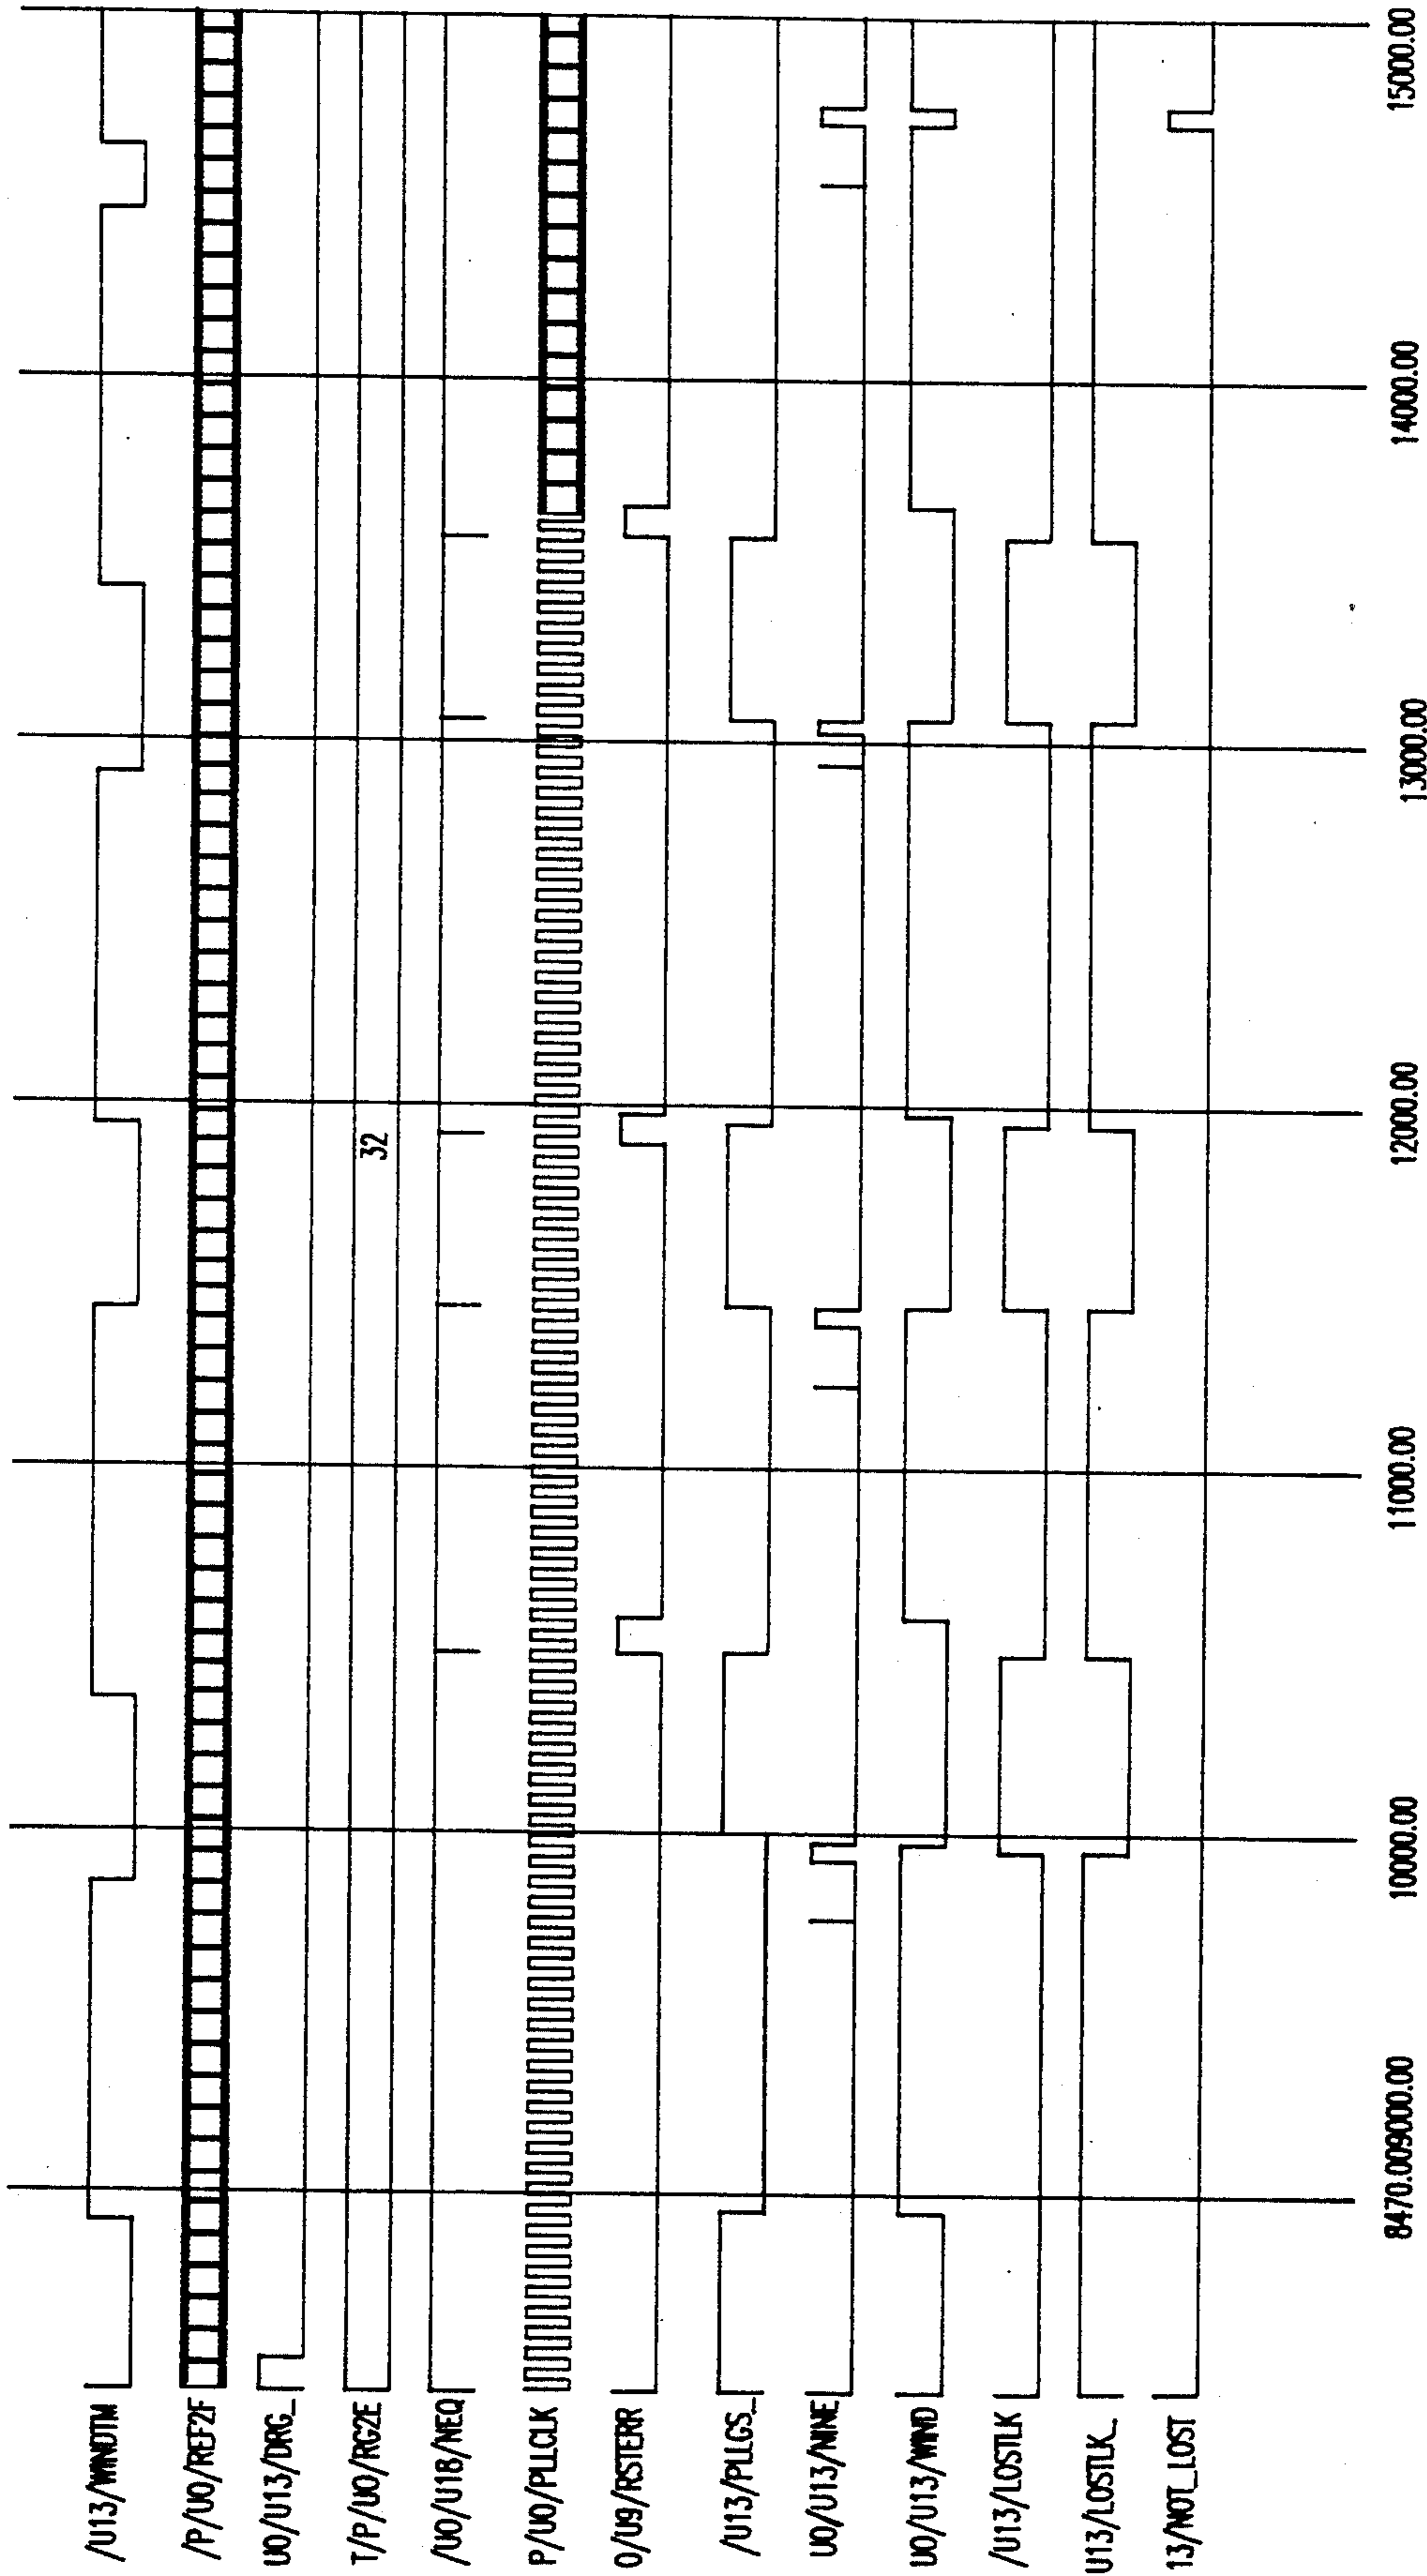 /U13/WINDTM
/P/U0/REF2F
U0/U13/DRG_
T/P/U0/RG2E
32
/U0/U18/NEQ
P/U0/PLLCLK
0/U9/RSTERR
/U13/PLLGS_
U0/U13/NINE
U0/U13/WIND
/U13/LOSTLK
U13/LOSTLK_
13/NOT_LOST
8470.009000.00 10000.00 11000.00 12000.00 13000.00 14000.00 15000.00